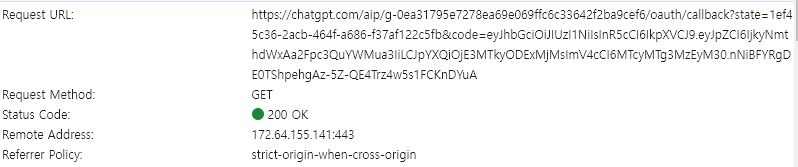 Request URL: https://chatgpt.com/aip/g-0ea31795e7278ea69e069ffc6c33642f2ba9cef6/oauth/callback?state=1ef4
5c36-2acb-464f-a686-f37af122c5fb&code=eyJhbGciOiJIUzI1NiIsInR5cCI6IkpXVCJ9.eyJpZCI6IjkyNmt
hdWxAa2Fpc3QuYWMua3IiLCJpYXQiOjE3MTkyODExMjMsImV4cCI6MTcyMTg3MzEyM30.nNiBFYRgD
E0TShpehgAz-5Z-QE4Trz4w5s1FCKnDYuA
Request Method: GET
Status Code: 200 OK
Remote Address: 172.64.155.141:443
Referrer Policy: strict-origin-when-cross-origin